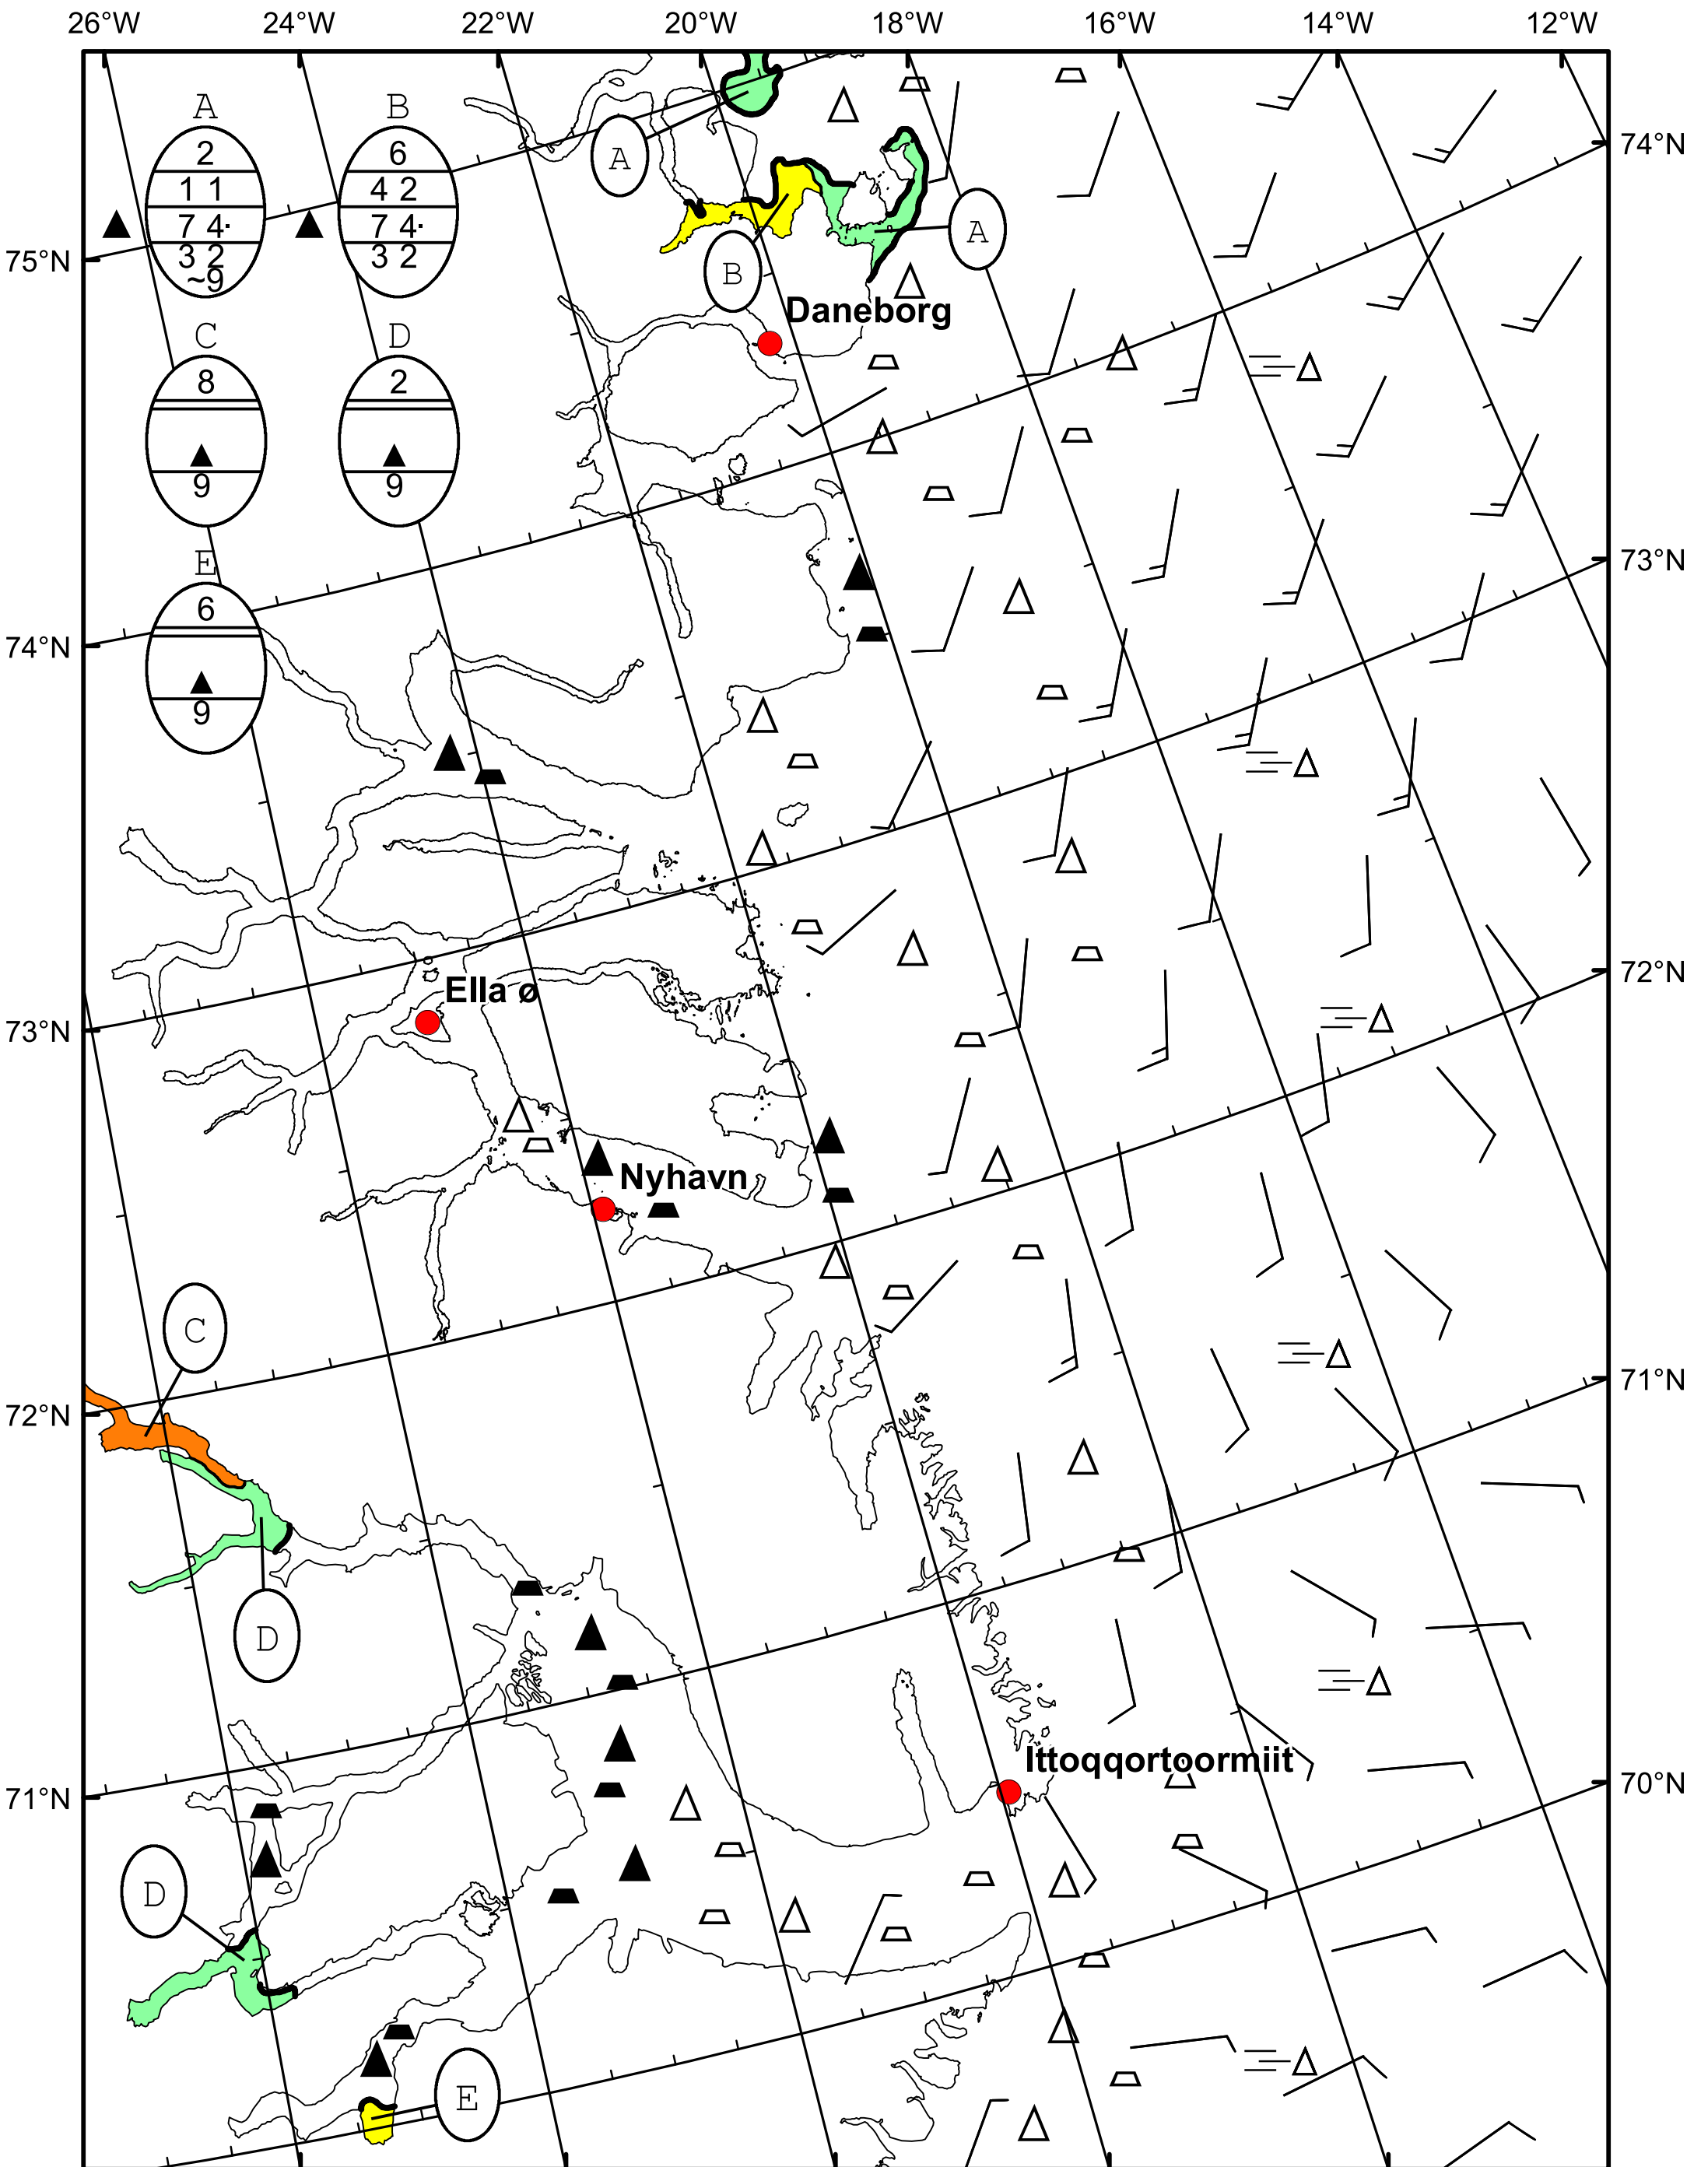 26°W 24°W 22°W 20°W 18°W 16°W 14°W 12°W
A B
2 6
1 1 4 2
7 4· 7 4·
3 2 3 2
~9
74°N
A
A
75°N
B
Daneborg
C D
8 2
9 9
73°N
E
6
74°N
9
72°N
Ella ø
73°N
Nyhavn
C
71°N
72°N
D
Ittoqqortoormiit
70°N
71°N
D
E